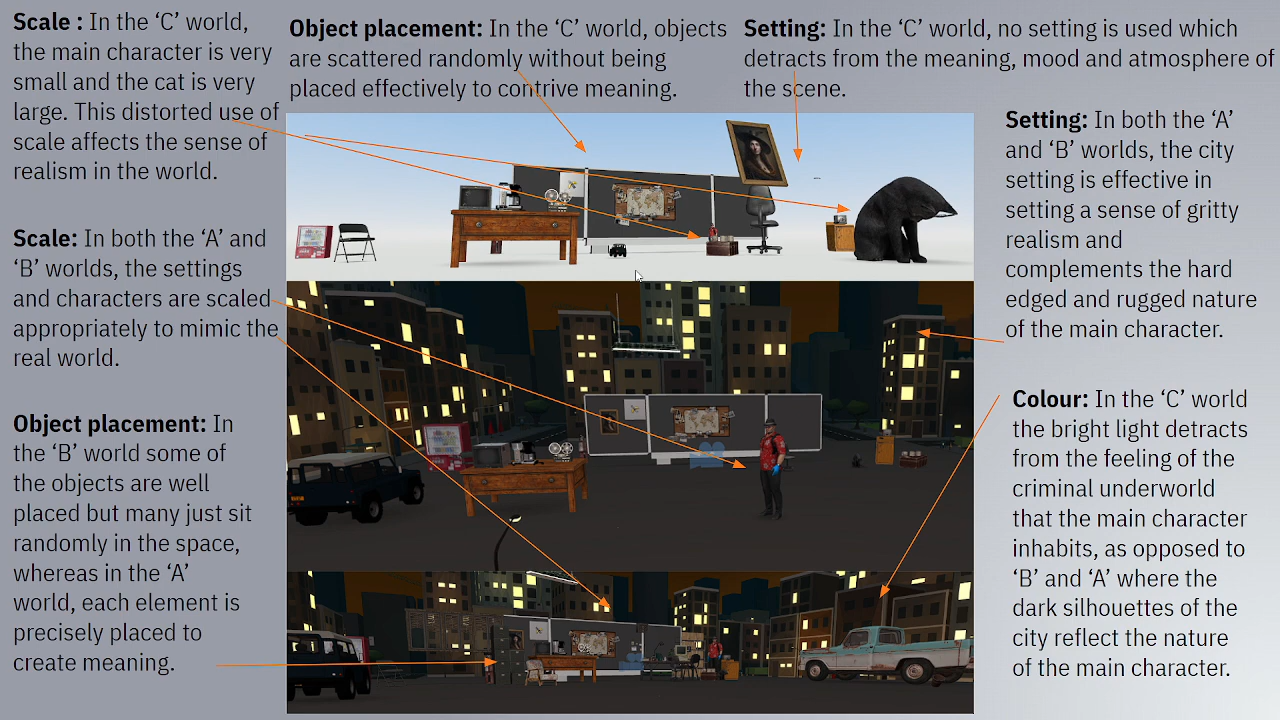 Scale : In the ‘C’ world,
the main character is very
small and the cat is very
large. This distorted use of
scale affects the sense of
realism in the world.
Object placement: In the ‘C’ world, objects
are scattered randomly without being
placed effectively to contrive meaning.
Setting: In the ‘C’ world, no setting is used which
detracts from the meaning, mood and atmosphere of
the scene.
Setting: In both the ‘A’
and ‘B’ worlds, the city
setting is effective in
setting a sense of gritty
realism and
complements the hard
edged and rugged nature
of the main character.
Scale: In both the ‘A’ and
‘B’ worlds, the settings
and characters are scaled
appropriately to mimic the
real world.
Object placement: In
the ‘B’ world some of
the objects are well
placed but many just sit
randomly in the space,
whereas in the ‘A’
world, each element is
precisely placed to
create meaning.
Colour: In the ‘C’ world
the bright light detracts
from the feeling of the
criminal underworld
that the main character
inhabits, as opposed to
‘B’ and ‘A’ where the
dark silhouettes of the
city reflect the nature
of the main character.